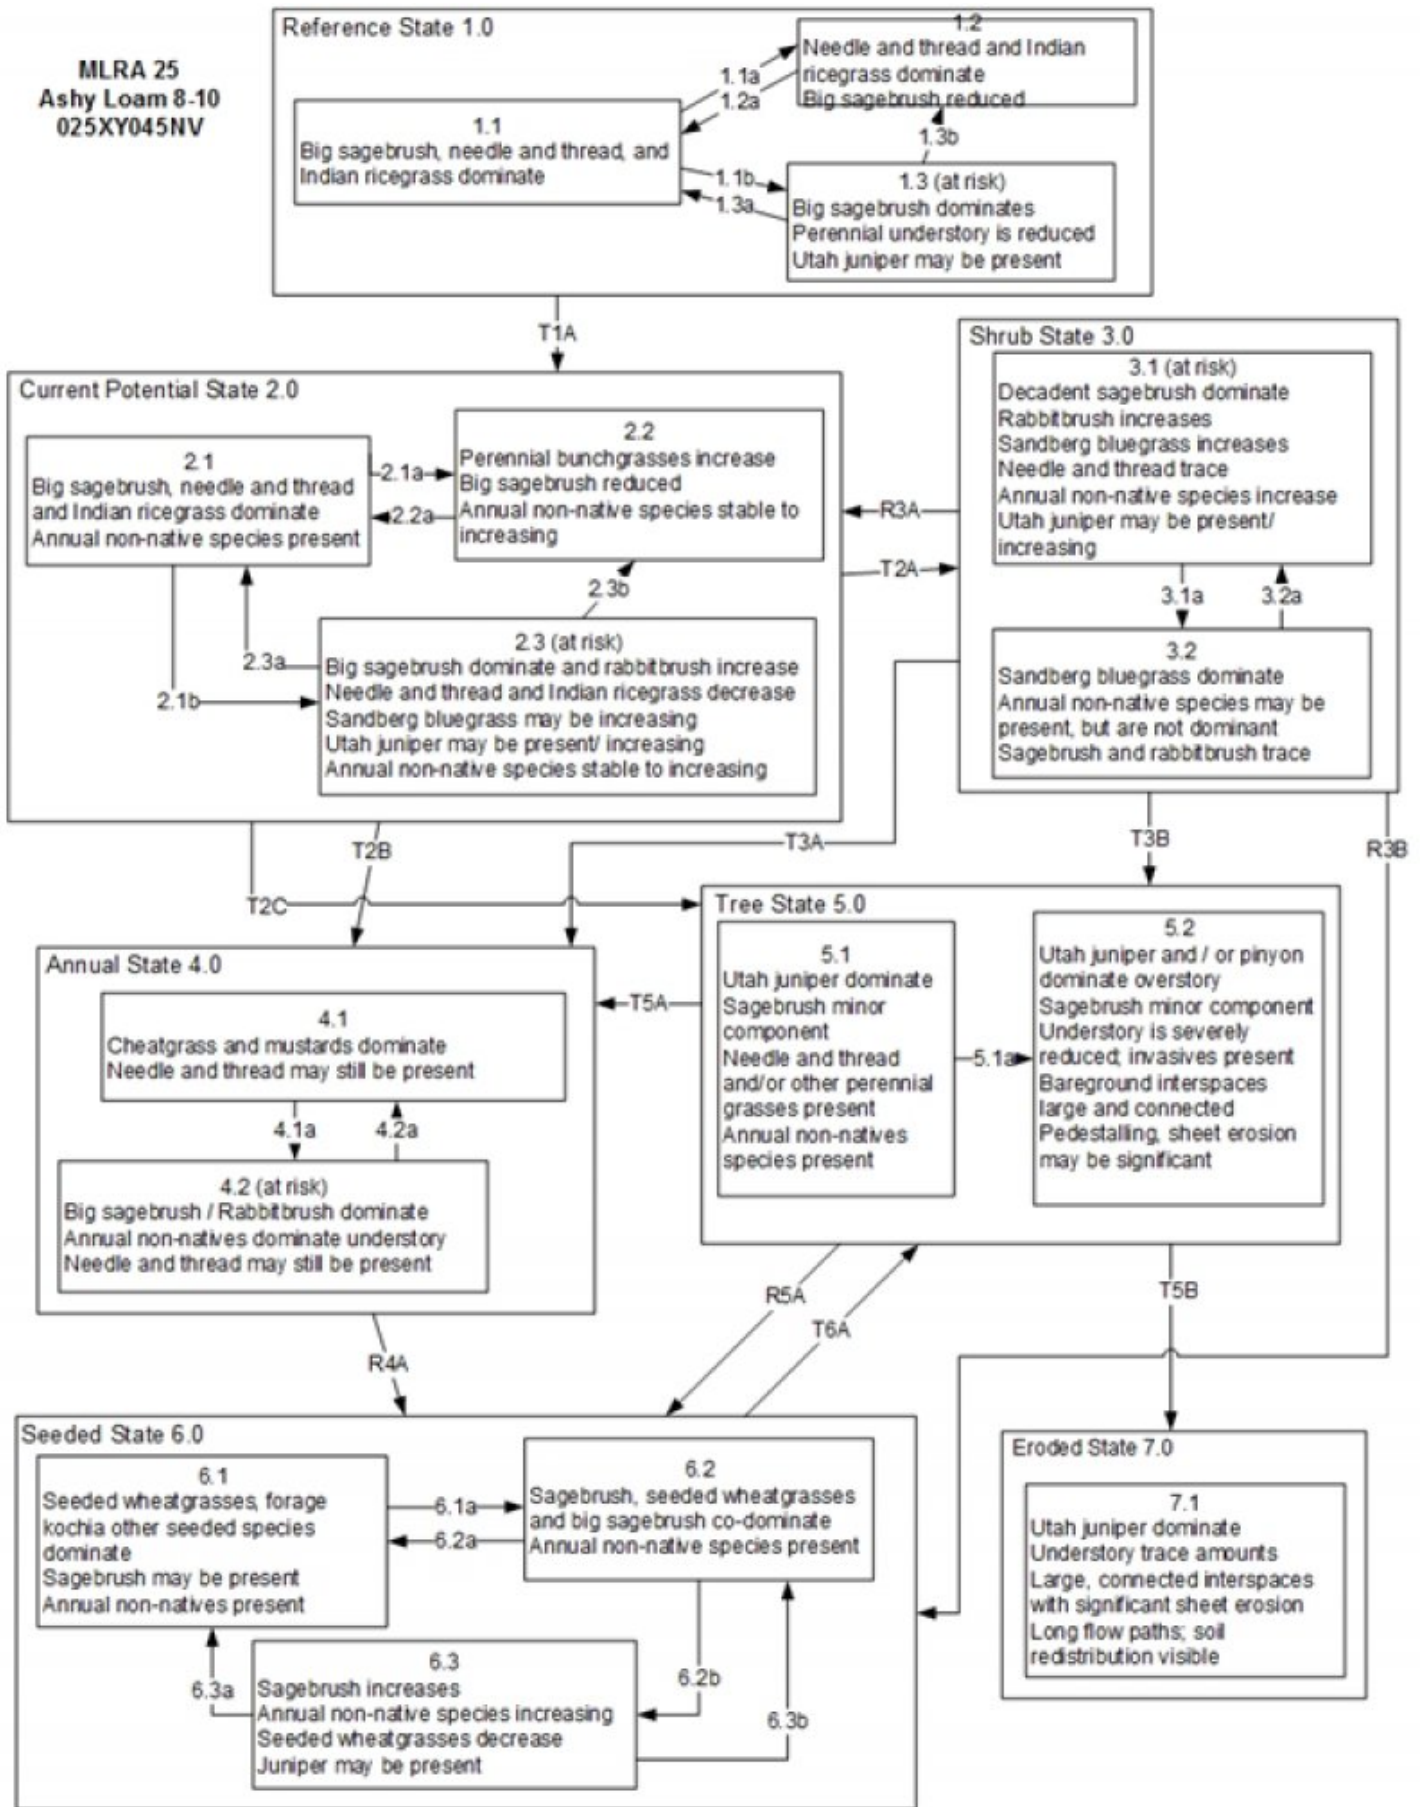 MLRA 25
Ashy Loam 8-10
025XY045NV
Reference State 1.0
1.1
Big sagebrush, needle and thread, and
Indian ricegrass dominate
1.1a
1.2a
1.2
Needle and thread and Indian
ricegrass dominate
Big sagebrush reduced
1.3b
1.1b
1.3a
1.3 (at risk)
Big sagebrush dominates
Perennial understory is reduced
Utah juniper may be present
T1A
Current Potential State 2.0
2.1
Big sagebrush, needle and thread
and Indian ricegrass dominate
Annual non-native species present
2.1a
2.2a
2.2
Perennial bunchgrasses increase
Big sagebrush reduced
Annual non-native species stable to
increasing
2.3b
2.3a
2.1b
2.3 (at risk)
Big sagebrush dominate and rabbitbrush increase
Needle and thread and Indian ricegrass decrease
Sandberg bluegrass may be increasing
Utah juniper may be present/ increasing
Annual non-native species stable to increasing
R3A
T2A
Shrub State 3.0
3.1 (at risk)
Decadent sagebrush dominate
Rabbitbrush increases
Sandberg bluegrass increases
Needle and thread trace
Annual non-native species increase
Utah juniper may be present/
increasing
3.1a
3.2a
3.2
Sandberg bluegrass dominate
Annual non-native species may be
present, but are not dominant
Sagebrush and rabbitbrush trace
T2B
T3A
T3B
R3B
T2C
Annual State 4.0
4.1
Cheatgrass and mustards dominate
Needle and thread may still be present
4.1a
4.2a
4.2 (at risk)
Big sagebrush / Rabbitbrush dominate
Annual non-natives dominate understory
Needle and thread may still be present
T5A
Tree State 5.0
5.1
Utah juniper dominate
Sagebrush minor
component
Needle and thread
and/or other perennial
grasses present
Annual non-natives
species present
5.1a
5.2
Utah juniper and / or pinyon
dominate overstory
Sagebrush minor component
Understory is severely
reduced; invasives present
Bareground interspaces
large and connected
Pedestalling, sheet erosion
may be significant
R5A
T6A
T5B
R4A
Seeded State 6.0
6.1
Seeded wheatgrasses, forage
kochia other seeded species
dominate
Sagebrush may be present
Annual non-natives present
6.1a
6.2a
6.2
Sagebrush, seeded wheatgrasses
and big sagebrush co-dominate
Annual non-native species present
6.3a
6.2b
6.3b
6.3
Sagebrush increases
Annual non-native species increasing
Seeded wheatgrasses decrease
Juniper may be present
Eroded State 7.0
7.1
Utah juniper dominate
Understory trace amounts
Large, connected interspaces
with significant sheet erosion
Long flow paths; soil
redistribution visible